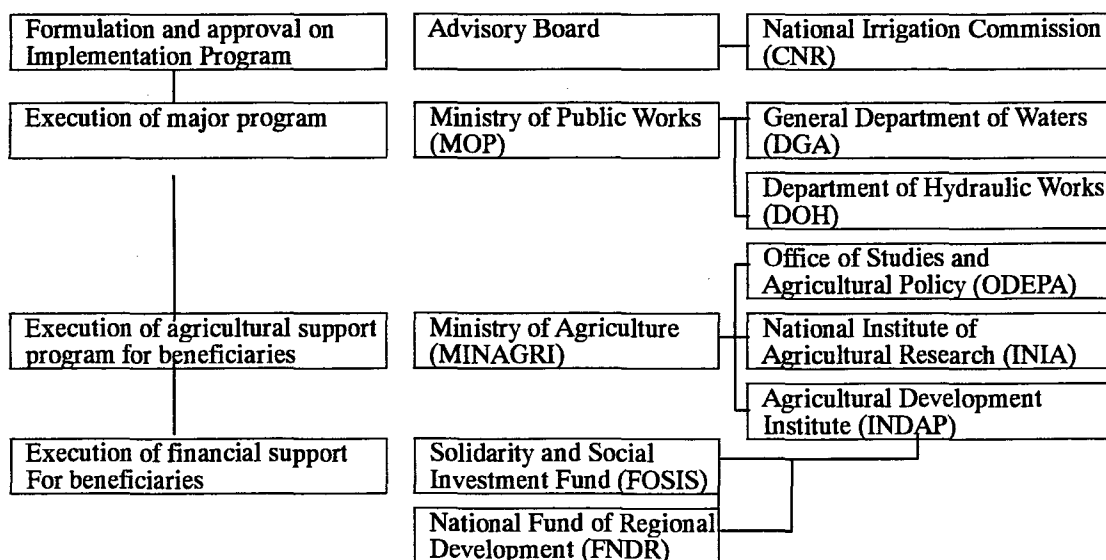 Formulation and approval on
Implementation Program
Advisory Board
National Irrigation Commission
(CNR)
Execution of major program
Ministry of Public Works
(MOP)
General Department of Waters
(DGA)
Department of Hydraulic Works
(DOH)
Office of Studies and
Agricultural Policy (ODEPA)
Execution of agricultural support
program for beneficiaries
Ministry of Agriculture
(MINAGRI)
National Institute of
Agricultural Research (INIA)
Agricultural Development
Institute (INDAP)
Execution of financial support
For beneficiaries
Solidarity and Social
Investment Fund (FOSIS)
National Fund of Regional
Development (FNDR)